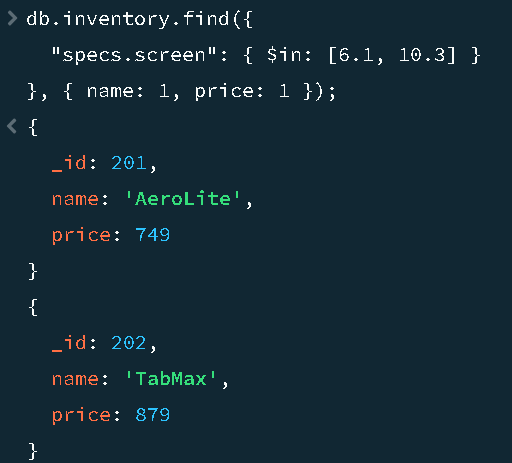 > db.inventory.find({
"specs.screen": { $in: [6.1, 10.3] }
}, { name: 1, price: 1 });
< {
_id: 201,
name: 'AeroLite',
price: 749
}
{
_id: 202,
name: 'TabMax',
price: 879
}